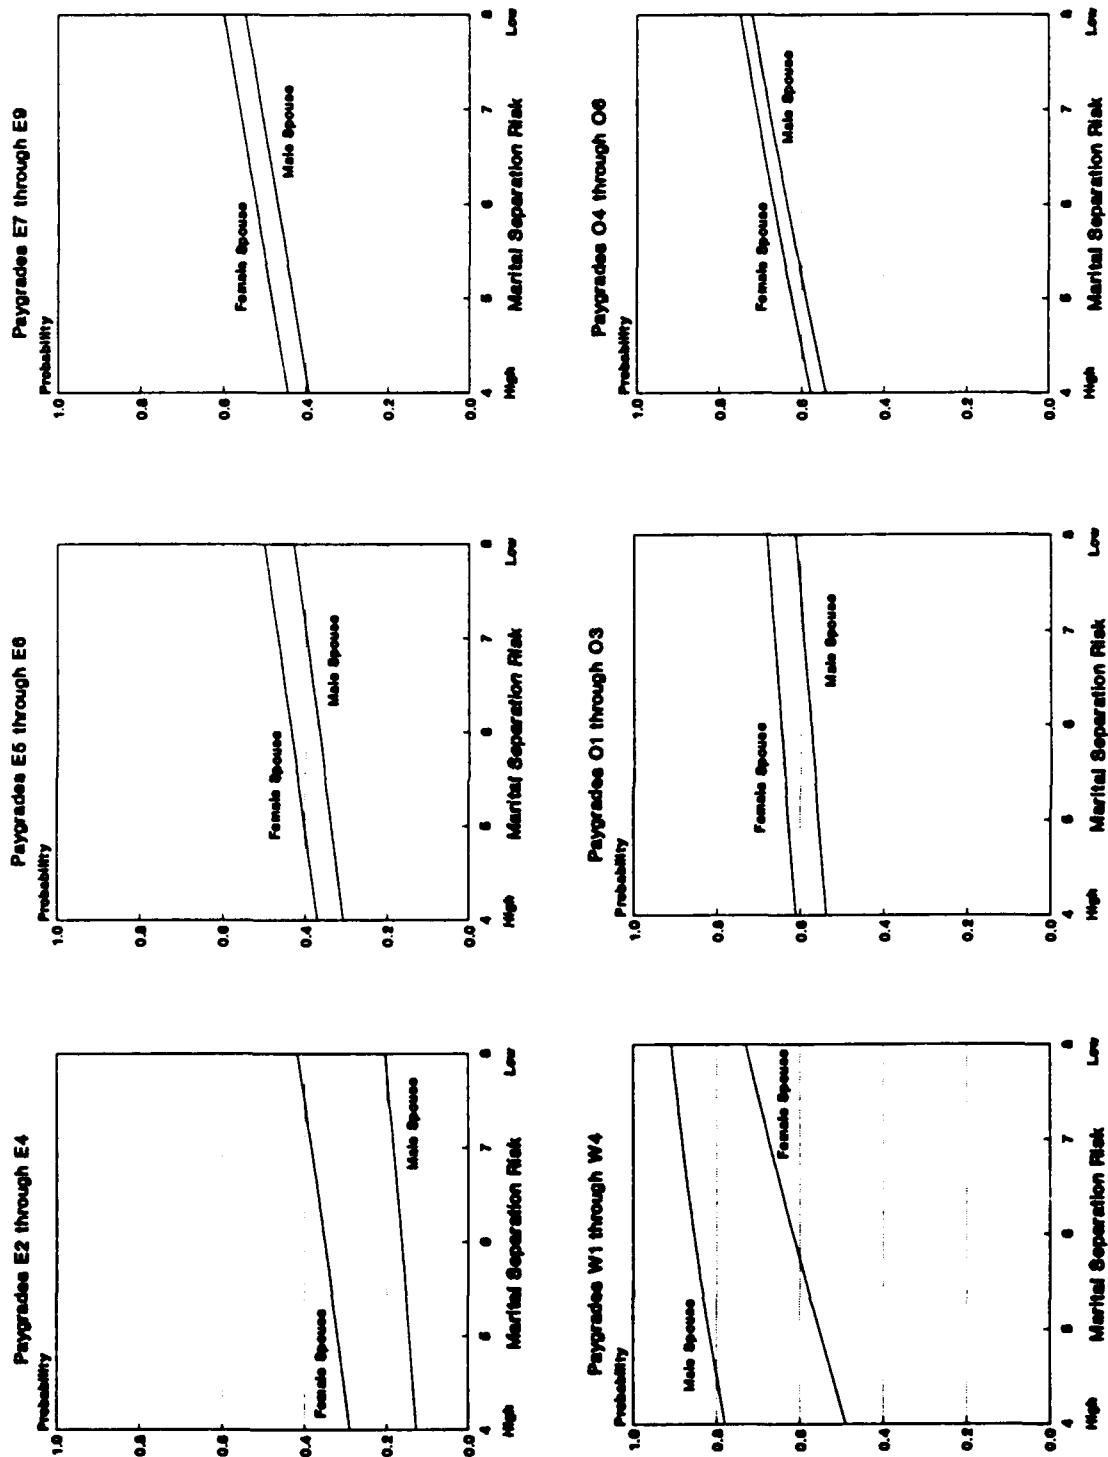 Paygrades E2 through E4
Probability
1.0
0.8
0.6
0.4
0.2
0.0
Female Spouse
Male Spouse
4 5 6 7 8
High Marital Separation Risk Low
Paygrades E5 through E6
Probability
1.0
0.8
0.6
0.4
0.2
0.0
Female Spouse
Male Spouse
4 5 6 7 8
High Marital Separation Risk Low
Paygrades E7 through E9
Probability
1.0
0.8
0.6
0.4
0.2
0.0
Female Spouse
Male Spouse
4 5 6 7 8
High Marital Separation Risk Low
Paygrades W1 through W4
Probability
1.0
0.8
0.6
0.4
0.2
0.0
Male Spouse
Female Spouse
4 5 6 7 8
High Marital Separation Risk Low
Paygrades O1 through O3
Probability
1.0
0.8
0.6
0.4
0.2
0.0
Female Spouse
Male Spouse
4 5 6 7 8
High Marital Separation Risk Low
Paygrades O4 through O6
Probability
1.0
0.8
0.6
0.4
0.2
0.0
Female Spouse
Male Spouse
4 5 6 7 8
High Marital Separation Risk Low